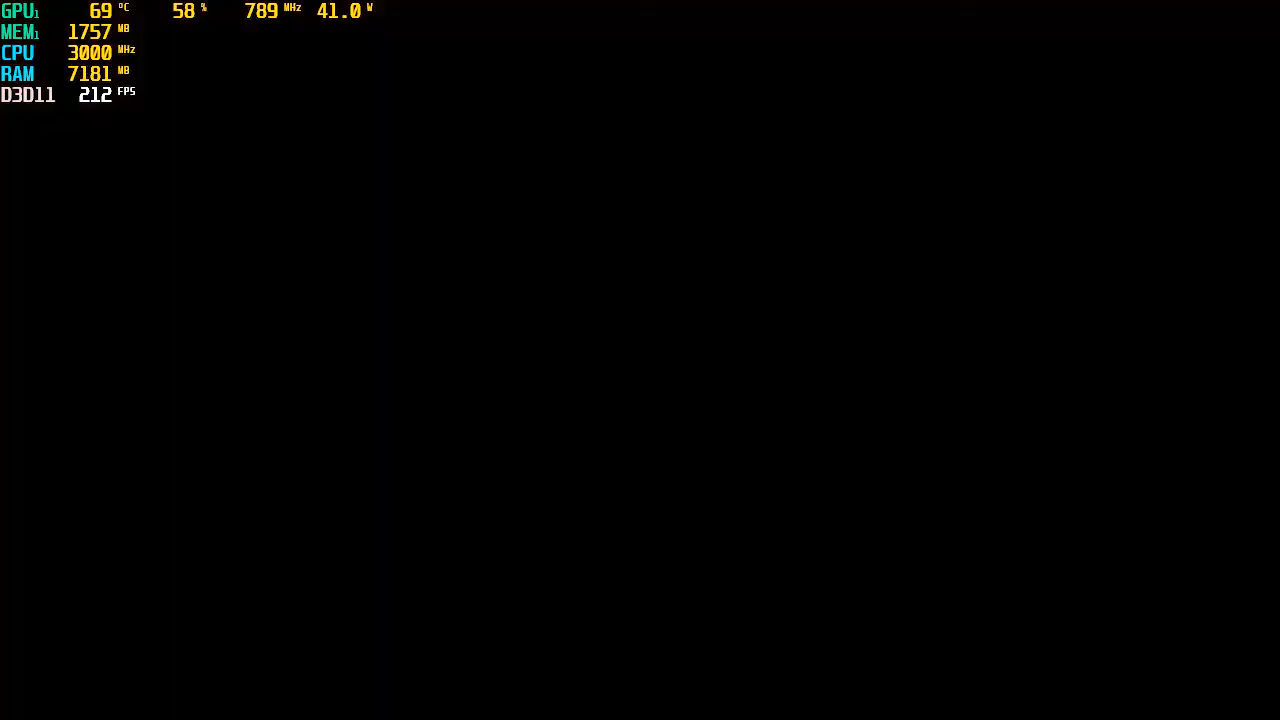 GPU1 69 °C 58 % 789 MHz 41.0 W
MEM1 1757 MB
CPU 3000 MHz
RAM 7181 MB
D3D11 212 FPS